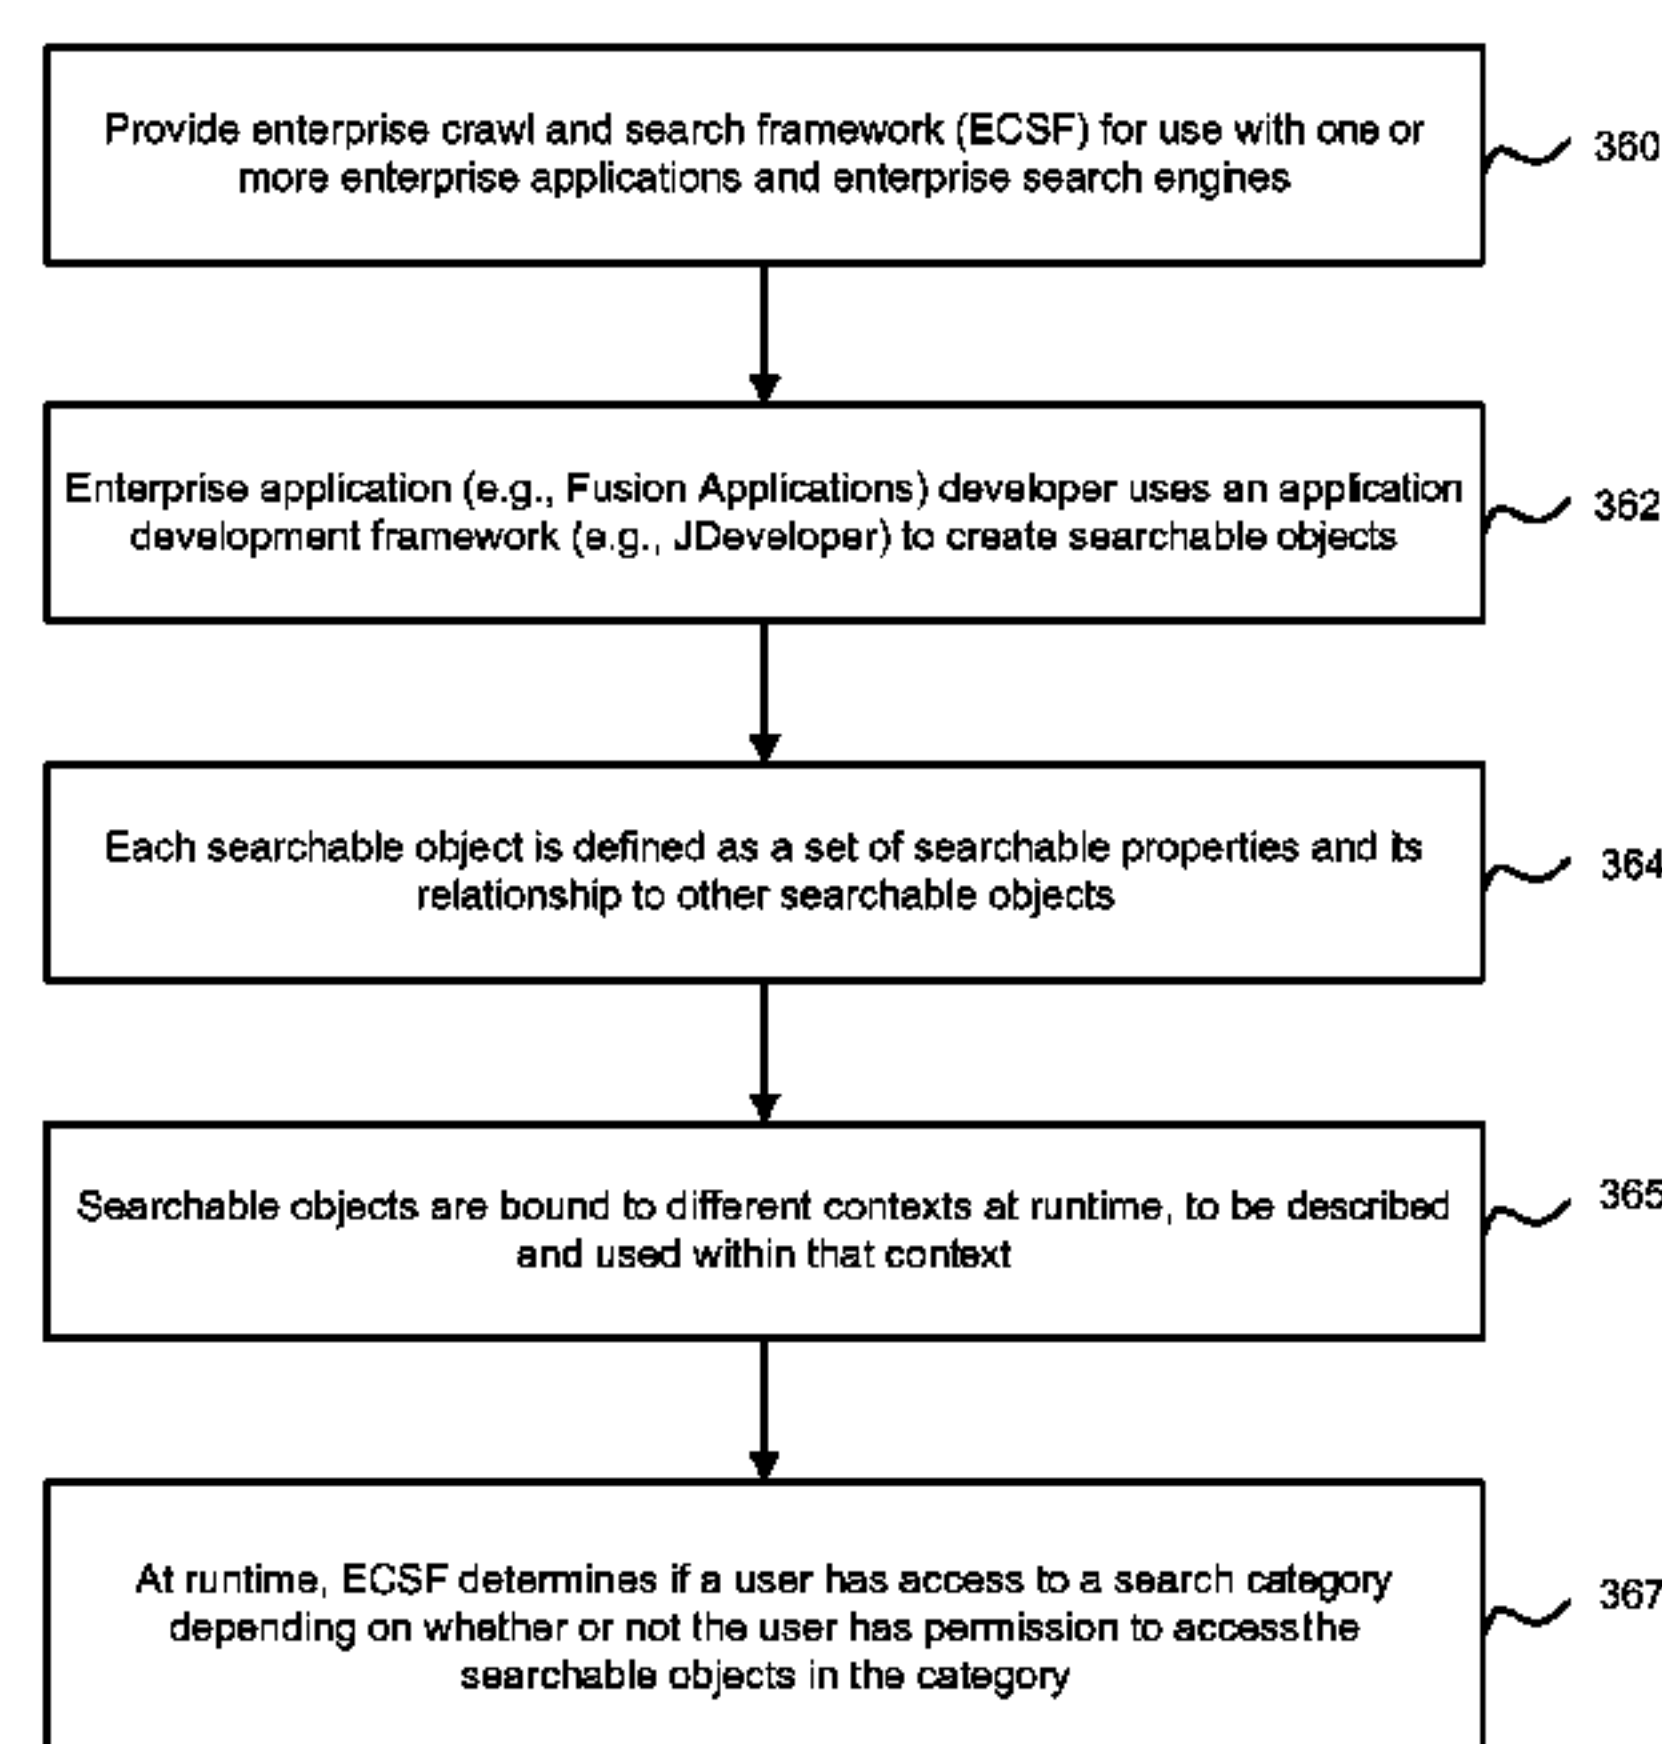 Provide enterprise crawl and search framework (ECSF) for use with one or
more enterprise applications and enterprise search engines
360
Enterprise application (e.g., Fusion Applications) developer uses an application
development framework (e.g., JDeveloper) to create searchable objects
362
Each searchable object is defined as a set of searchable properties and its
relationship to other searchable objects
364
Searchable objects are bound to different contexts at runtime, to be described
and used within that context
365
At runtime, ECSF determines if a user has access to a search category
depending on whether or not the user has permission to accessthe
searchable objects in the category
367